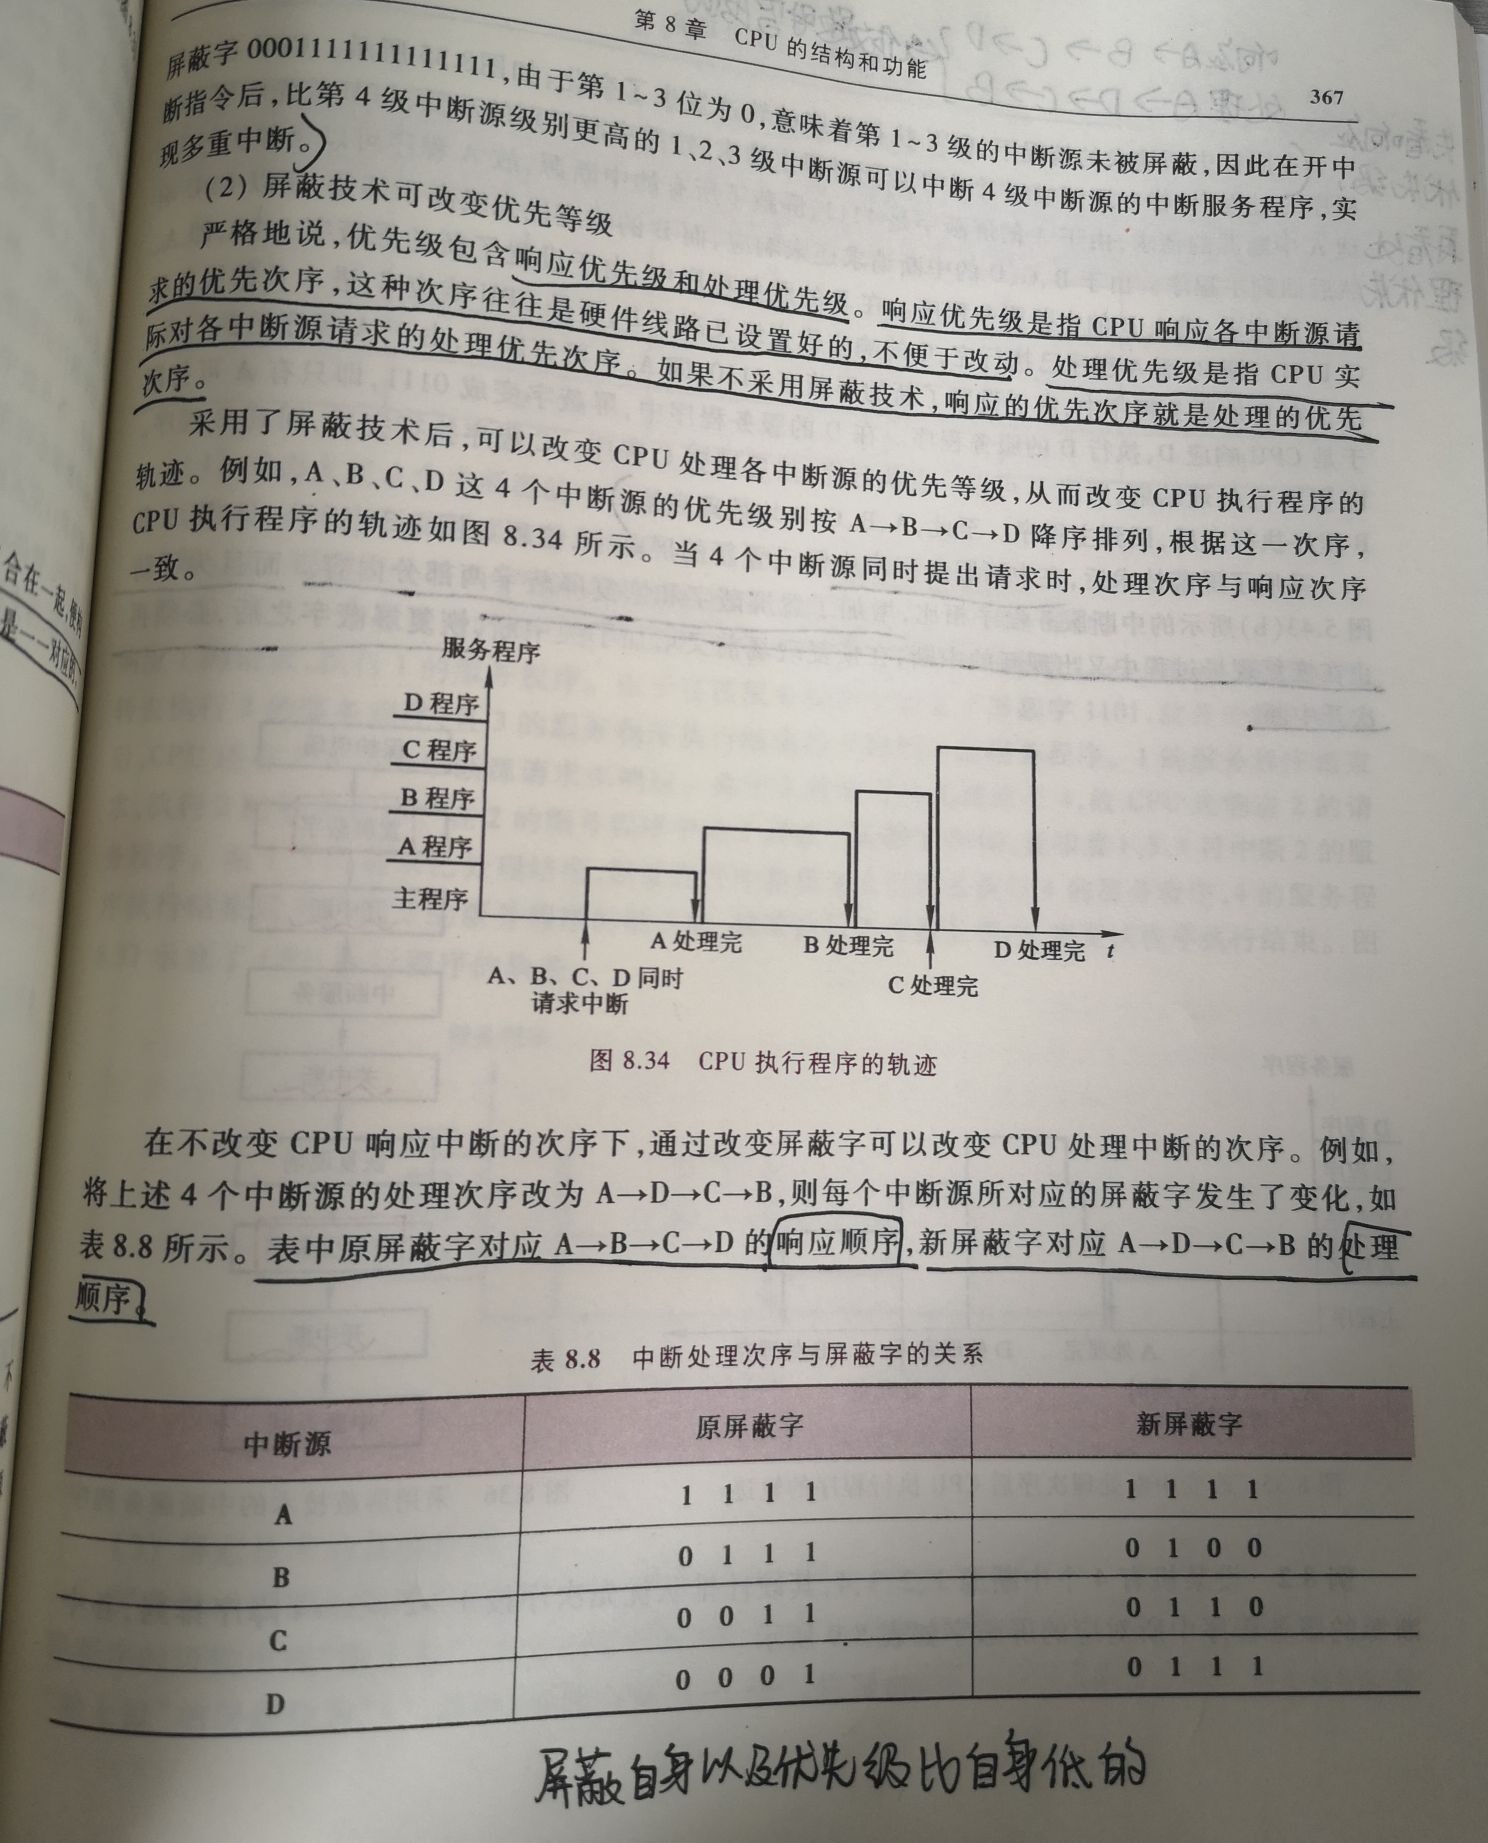 第 8 章 CPU 的结构和功能
367
屏蔽字 0001111111111111,由于第 1~3 位为 0,意味着第 1~3 级的中断源未被屏蔽,因此在开中
断指令后,比第 4 级中断源级别更高的 1、2、3 级中断源可以中断 4 级中断源的中断服务程序,实
现多重中断。
(2) 屏蔽技术可改变优先等级
严格地说,优先级包含响应优先级和处理优先级。响应优先级是指 CPU 响应各中断源请
求的优先次序,这种次序往往是硬件线路已设置好的,不便于改动。处理优先级是指 CPU 实
际对各中断源请求的处理优先次序。如果不采用屏蔽技术,响应的优先次序就是处理的优先
次序。
采用了屏蔽技术后,可以改变 CPU 处理各中断源的优先等级,从而改变 CPU 执行程序的
轨迹。例如,A、B、C、D 这 4 个中断源的优先级别按 A→B→C→D 降序排列,根据这一次序,
CPU 执行程序的轨迹如图 8.34 所示。当 4 个中断源同时提出请求时,处理次序与响应次序
一致。
合在一起,便构
是一一对应的,
服务程序
D 程序
C 程序
B 程序
A 程序
主程序
A 处理完
B 处理完
D 处理完
t
A、B、C、D 同时
请求中断
C 处理完
图 8.34 CPU 执行程序的轨迹
在不改变 CPU 响应中断的次序下,通过改变屏蔽字可以改变 CPU 处理中断的次序。例如,
将上述 4 个中断源的处理次序改为 A→D→C→B,则每个中断源所对应的屏蔽字发生了变化,如
表 8.8 所示。表中原屏蔽字对应 A→B→C→D 的响应顺序,新屏蔽字对应 A→D→C→B 的处理
顺序。
表 8.8 中断处理次序与屏蔽字的关系
中断源 原屏蔽字 新屏蔽字
A 1 1 1 1 1 1 1 1
B 0 1 1 1 0 1 0 0
C 0 0 1 1 0 1 1 0
D 0 0 0 1 0 1 1 1
屏蔽自身以及优先级比自身低的